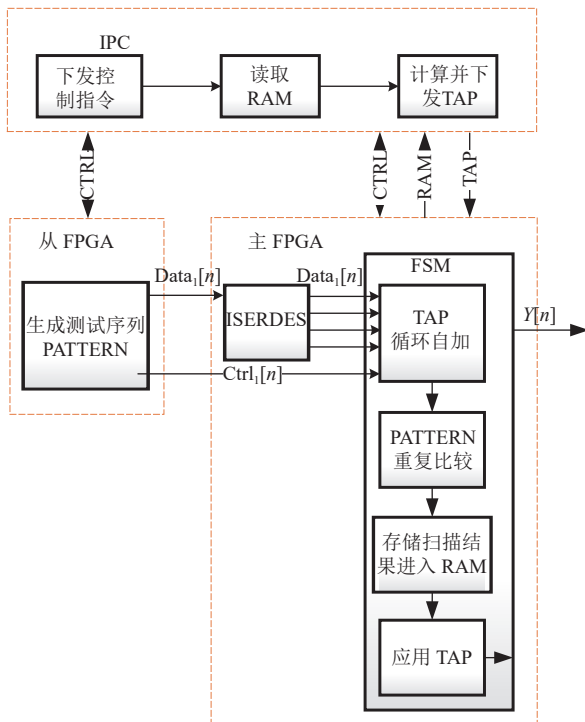 IPC
下发控
制指令
读取
RAM
计算并下
发TAP
CTRL
CTRL
RAM
TAP
从 FPGA
主 FPGA
FSM
Data₁[n]
Data₁[n]
生成测试序列
PATTERN
ISERDES
TAP
循环自加
Y[n]
Ctrl₁[n]
PATTERN
重复比较
存储扫描结
果进入 RAM
应用 TAP